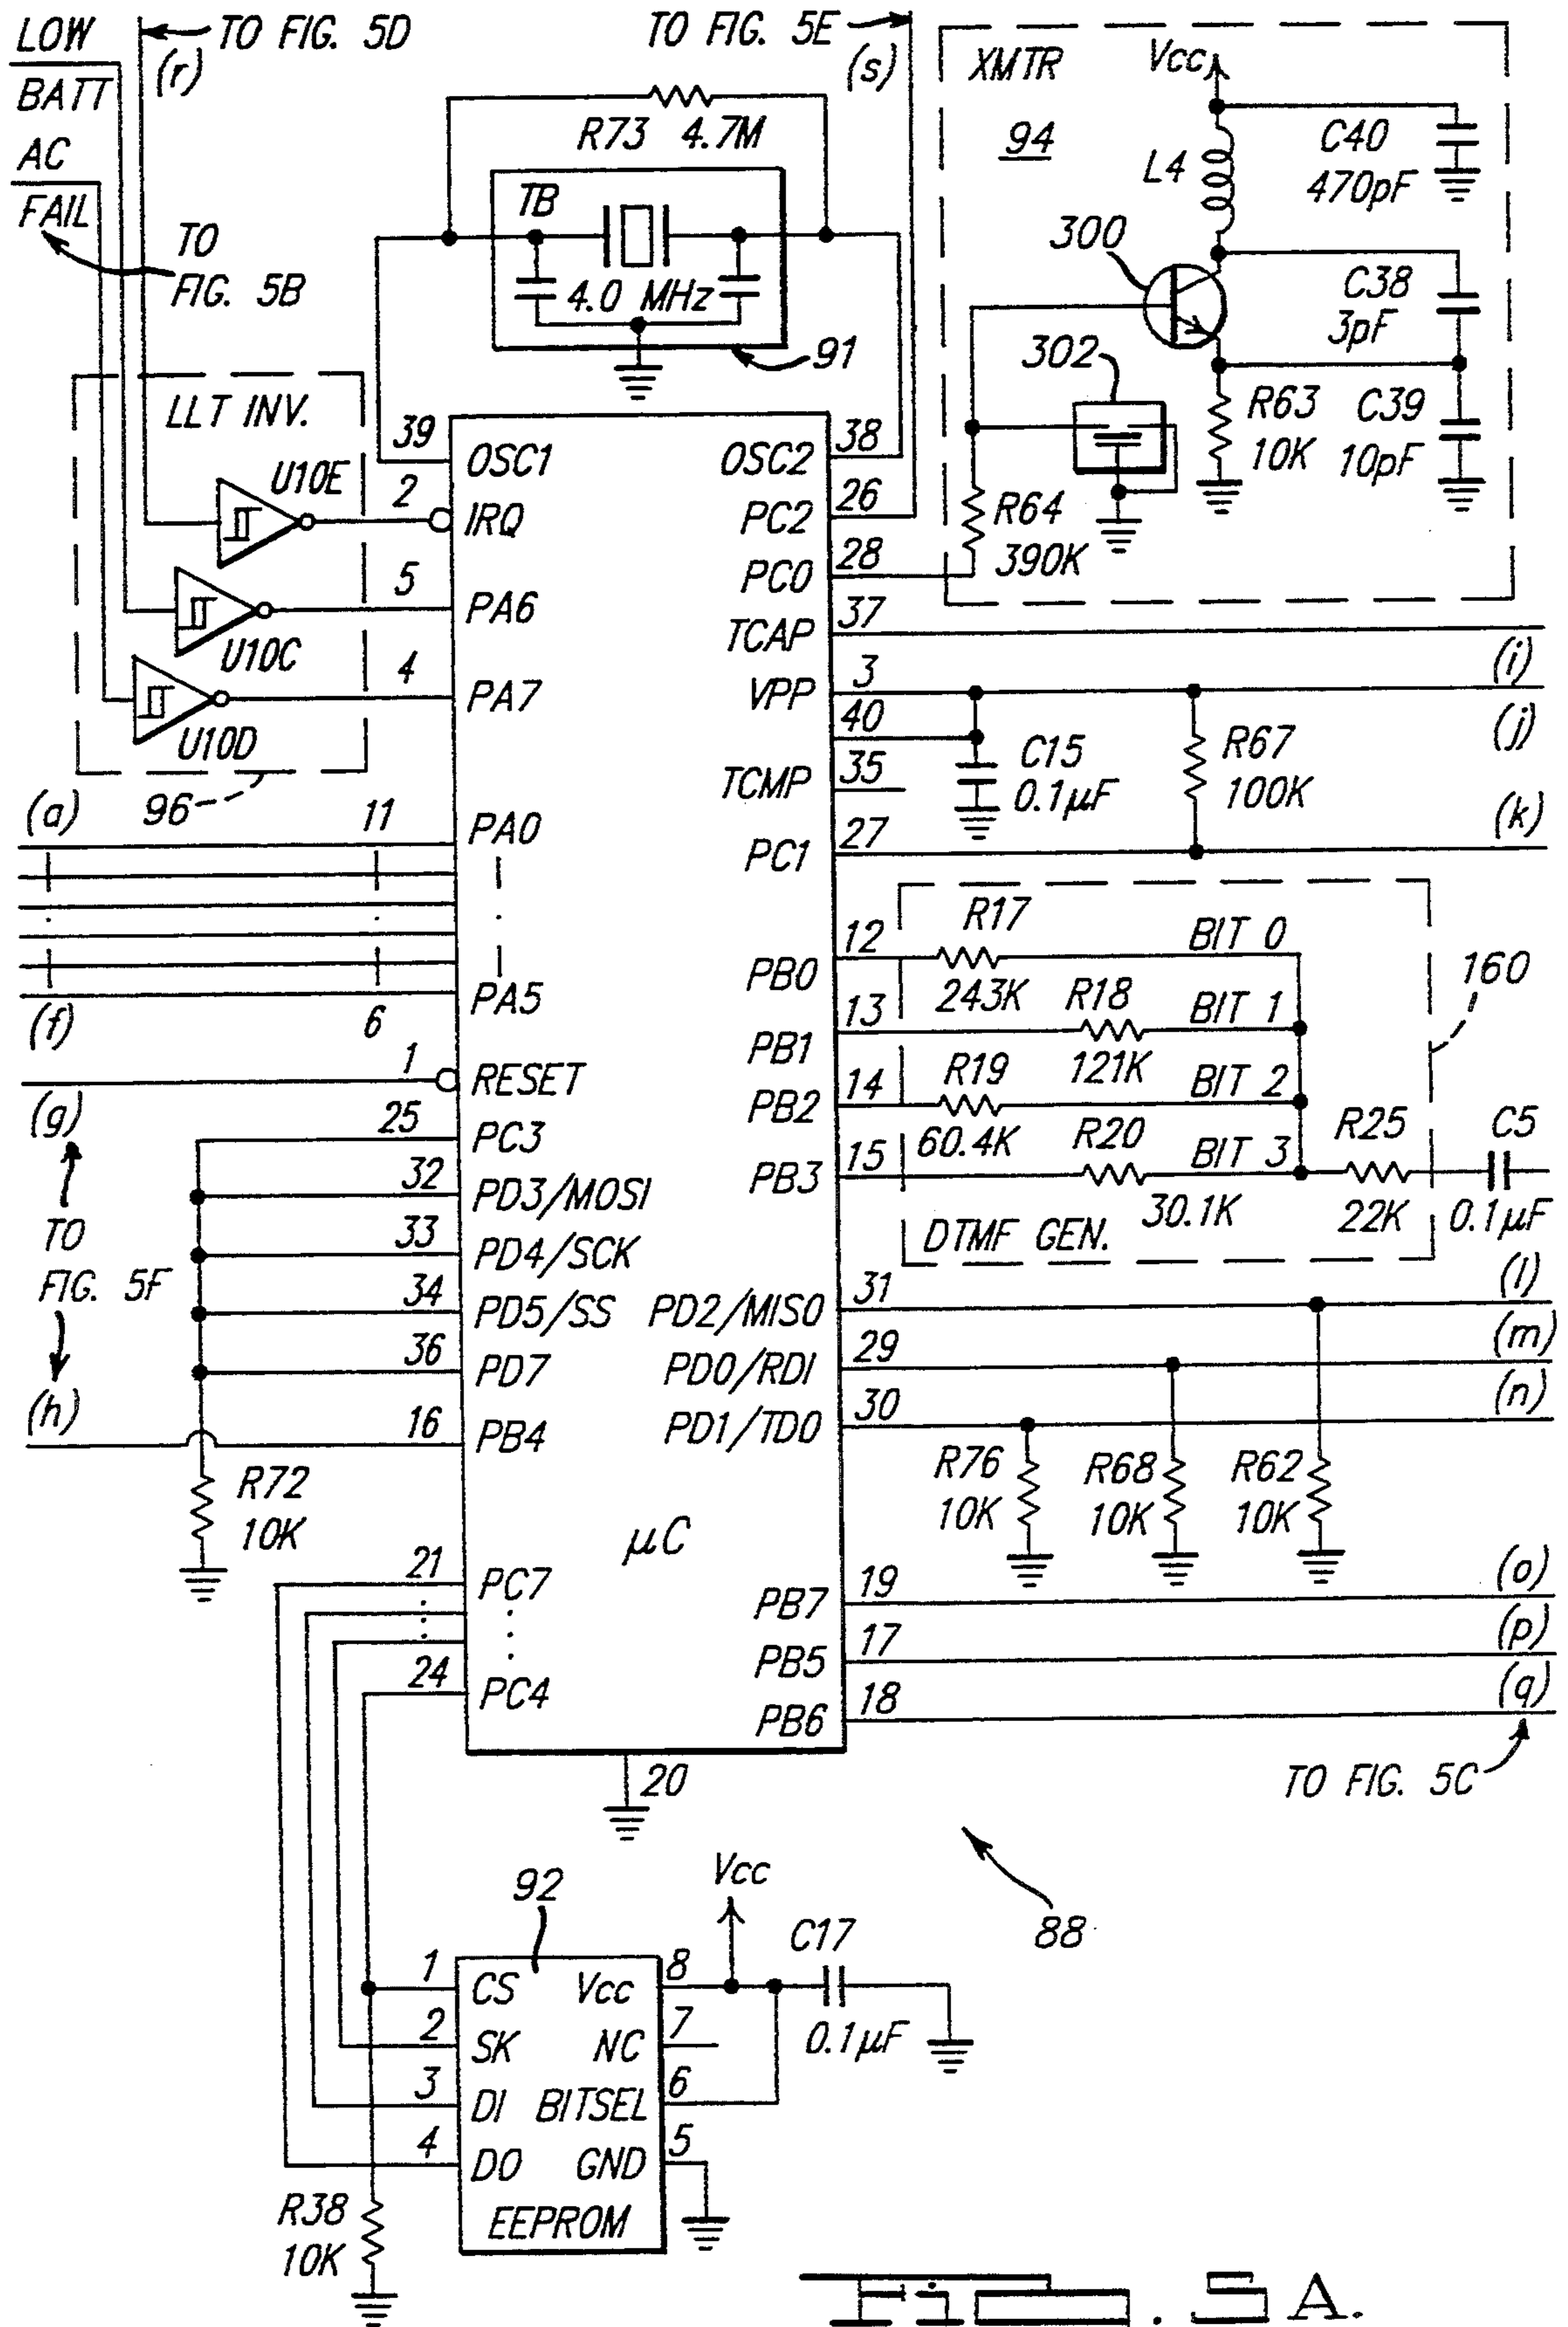 LOW
BATT
AC
FAIL
TO FIG. 5D
(r)
TO
FIG. 5B
TO FIG. 5E
(s)
R73 4.7M
TB
4.0 MHz
91
XMTR
94
Vcc
L4
C40
470pF
300
C38
3pF
302
R63
10K
C39
10pF
R64
390K
LLT INV.
U10E
U10C
U10D
96
39
OSC1
2
IRQ
5
PA6
4
PA7
(a)
11
PA0
PA5
(f)
6
1
RESET
(g)
25
PC3
32
PD3/MOSI
33
PD4/SCK
34
PD5/SS
36
PD7
TO
FIG. 5F
(h)
16
PB4
R72
10K
21
PC7
24
PC4
μC
20
38
OSC2
26
PC2
28
PC0
37
TCAP
(i)
3
VPP
(j)
40
C15
0.1μF
R67
100K
35
TCMP
27
PC1
(k)
12
PB0
R17
243K
BIT 0
13
PB1
R18
121K
BIT 1
14
PB2
R19
60.4K
BIT 2
15
PB3
R20
30.1K
BIT 3
R25
22K
C5
0.1μF
DTMF GEN.
160
31
PD2/MISO
(l)
29
PD0/RDI
(m)
30
PD1/TDO
(n)
R76
10K
R68
10K
R62
10K
19
PB7
(o)
17
PB5
(p)
18
PB6
(q)
TO FIG. 5C
88
92
Vcc
C17
0.1μF
1
CS
Vcc
8
2
SK
NC
7
3
DI
BITSEL
6
4
DO
GND
5
EEPROM
R38
10K
FIG. 5A.